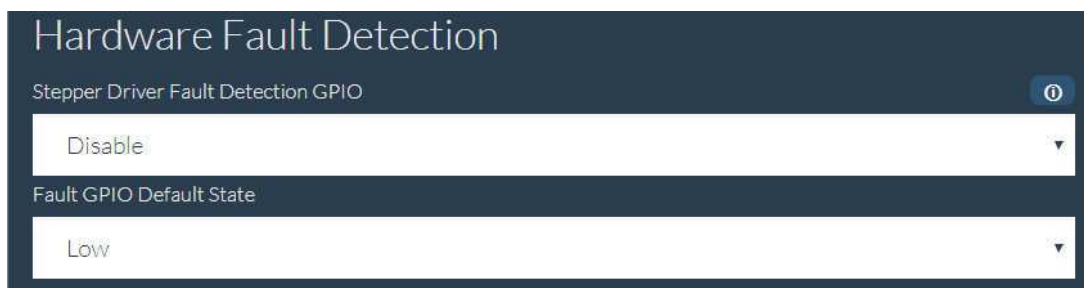 Hardware Fault Detection
Stepper Driver Fault Detection GPIO
Disable
Fault GPIO Default State
Low